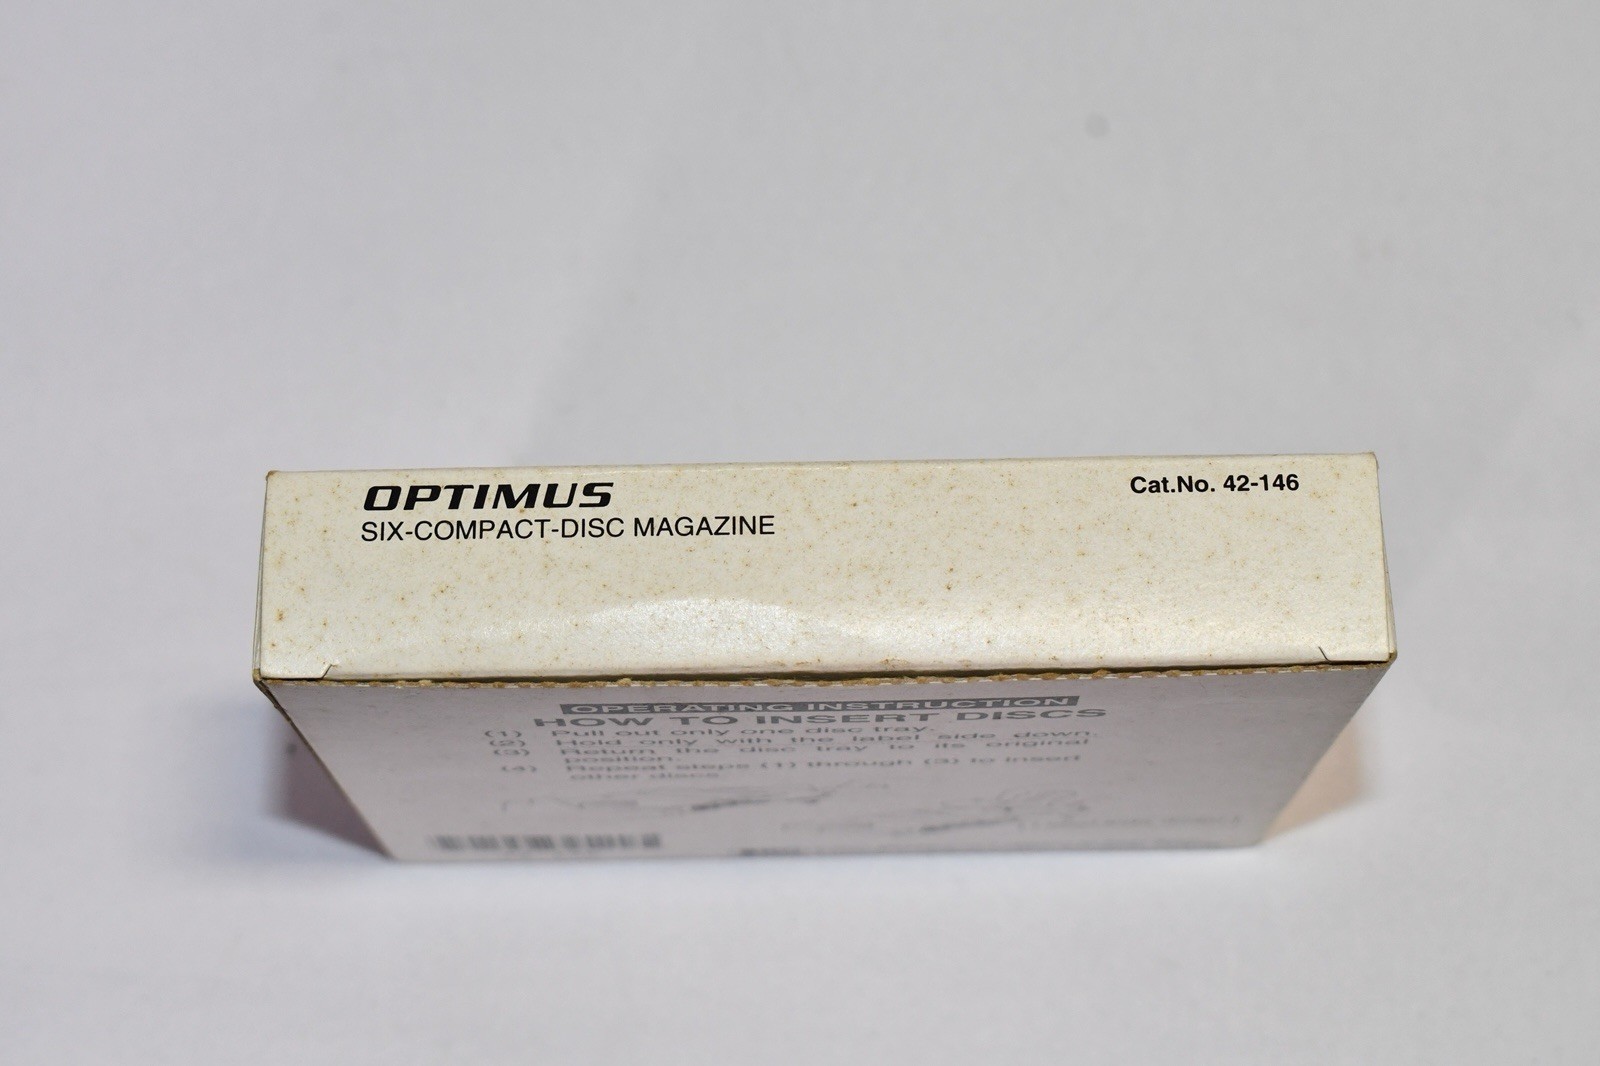 OPTIMUS
SIX-COMPACT-DISC MAGAZINE
Cat.No. 42-146
OPERATING INSTRUCTION
HOW TO INSERT DISCS
(1) Pull out only one disc tray.
(2) Hold only with the label side down.
(3) Return the disc tray to its original
position.
(4) Repeat steps (1) through (3) to insert
other discs.